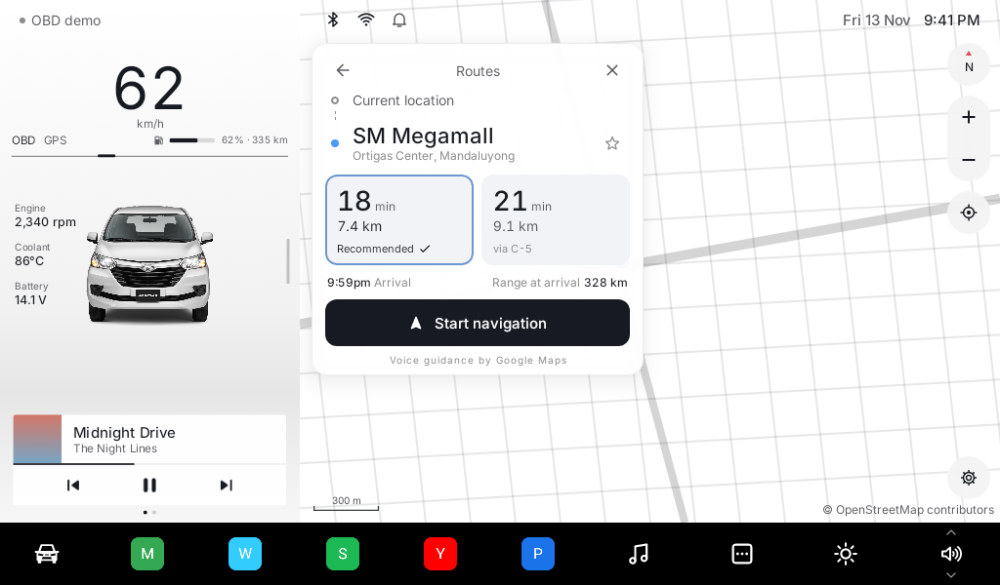 OBD demo
62
km/h
OBD GPS
62% · 335 km
Engine
2,340 rpm
Coolant
86°C
Battery
14.1 V
Midnight Drive
The Night Lines
Fri 13 Nov 9:41 PM
Routes
Current location
SM Megamall
Ortigas Center, Mandaluyong
18 min
7.4 km
Recommended
21 min
9.1 km
via C-5
9:59pm Arrival
Range at arrival 328 km
Start navigation
Voice guidance by Google Maps
N
+
−
300 m
© OpenStreetMap contributors
M
W
S
Y
P